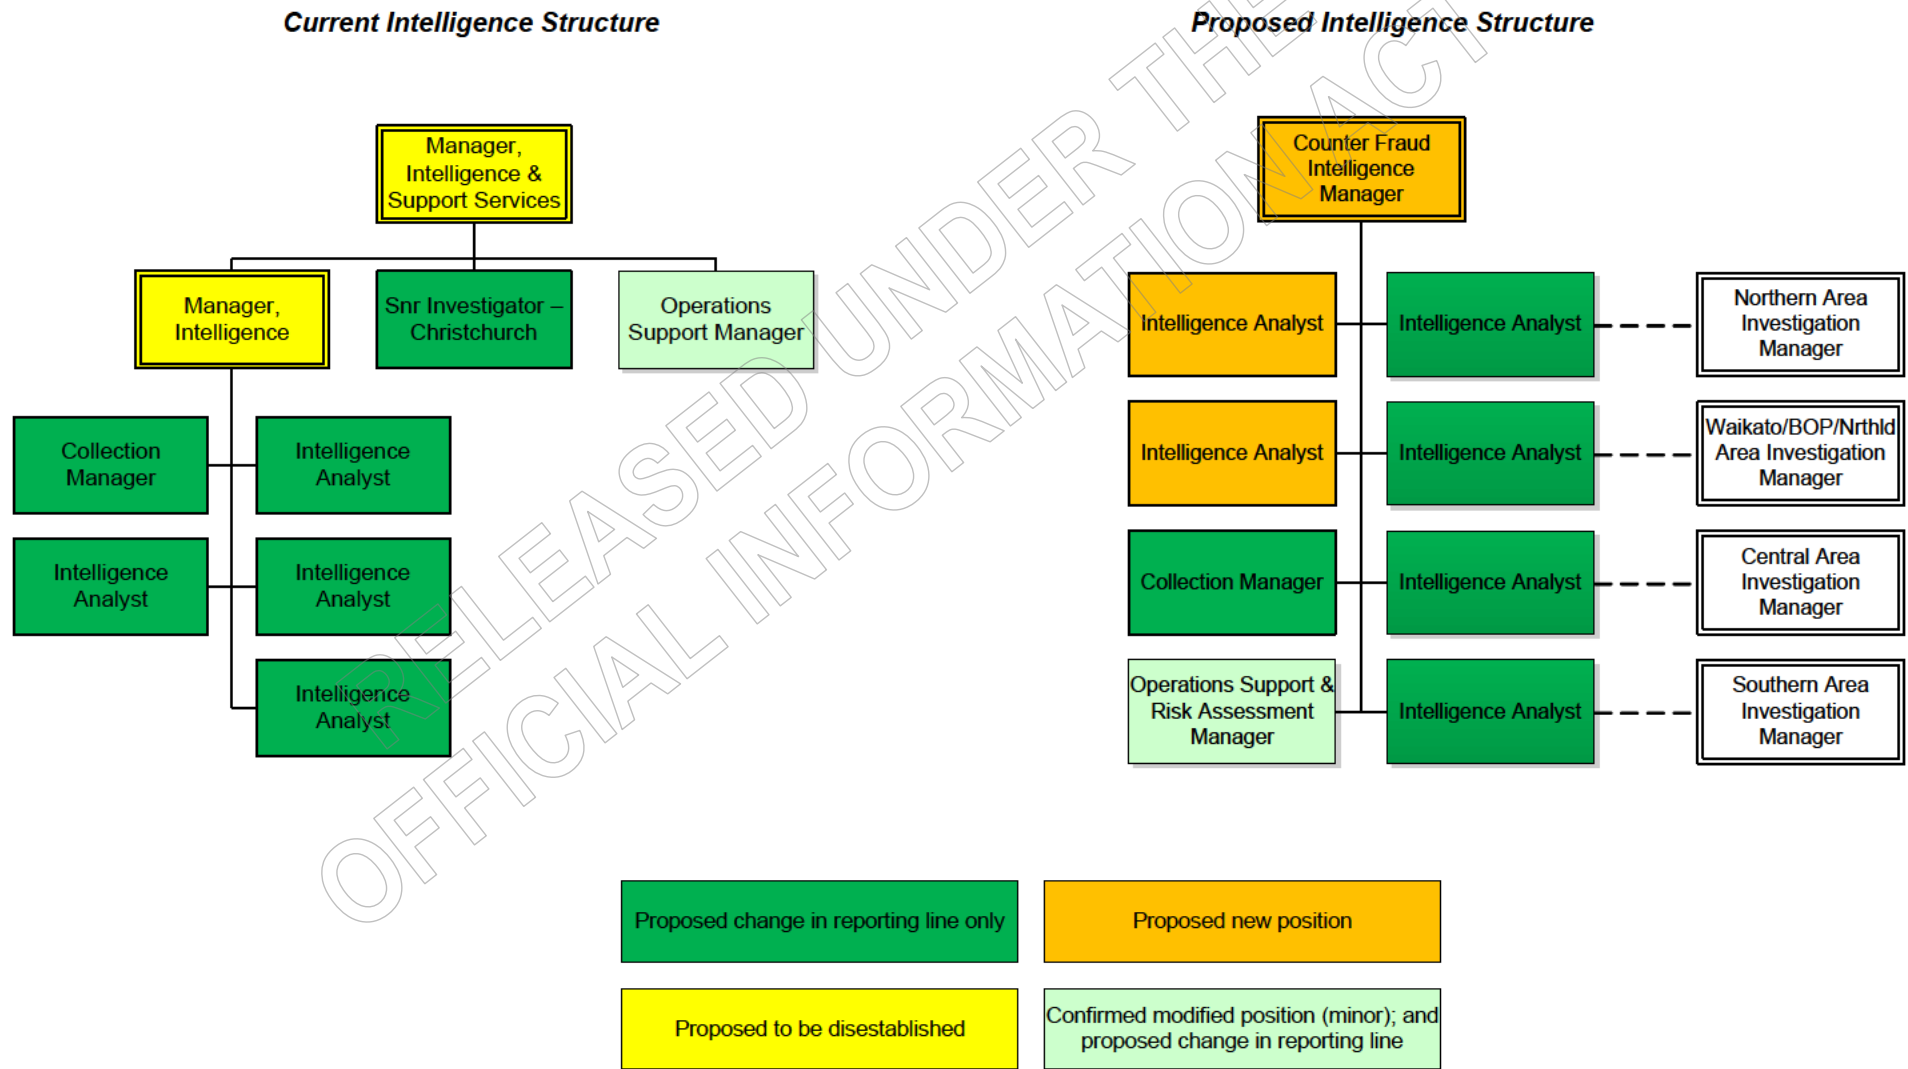 Current Intelligence Structure
Proposed Intelligence Structure
Manager,
Intelligence &
Support Services
Manager,
Intelligence
Snr Investigator –
Christchurch
Operations
Support Manager
Collection
Manager
Intelligence
Analyst
Intelligence
Analyst
Intelligence
Analyst
Intelligence
Analyst
Counter Fraud
Intelligence
Manager
Intelligence Analyst
Intelligence Analyst
Northern Area
Investigation
Manager
Intelligence Analyst
Intelligence Analyst
Waikato/BOP/Nrthld
Area Investigation
Manager
Collection Manager
Intelligence Analyst
Central Area
Investigation
Manager
Operations Support &
Risk Assessment
Manager
Intelligence Analyst
Southern Area
Investigation
Manager
RELEASED UNDER THE
OFFICIAL INFORMATION ACT
Proposed change in reporting line only
Proposed new position
Proposed to be disestablished
Confirmed modified position (minor); and
proposed change in reporting line